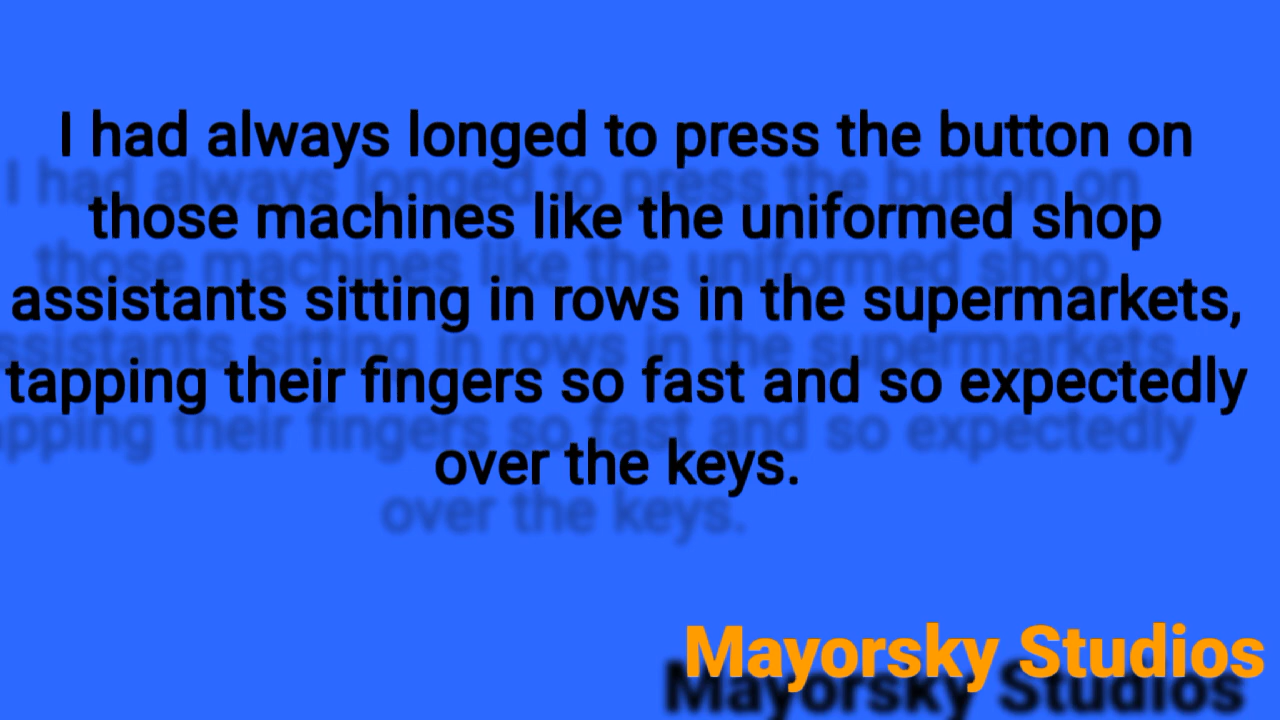 I had always longed to press the button on
those machines like the uniformed shop
assistants sitting in rows in the supermarkets,
tapping their fingers so fast and so expectedly
over the keys.
Mayorsky Studios